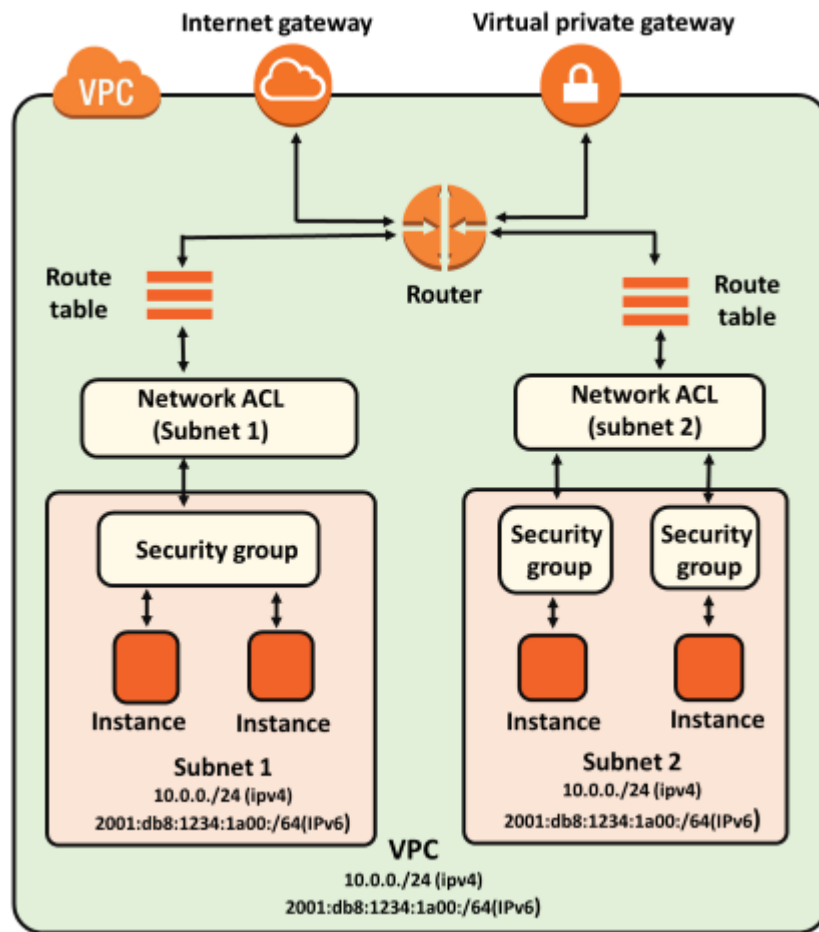 Internet gateway
Virtual private gateway
VPC
Router
Route
table
Route
table
Network ACL
(Subnet 1)
Network ACL
(subnet 2)
Security group
Security
group
Security
group
Instance
Instance
Instance
Instance
Subnet 1
10.0.0./24 (ipv4)
2001:db8:1234:1a00:/64(IPv6)
Subnet 2
10.0.0./24 (ipv4)
2001:db8:1234:1a00:/64(IPv6)
VPC
10.0.0./24 (ipv4)
2001:db8:1234:1a00:/64(IPv6)